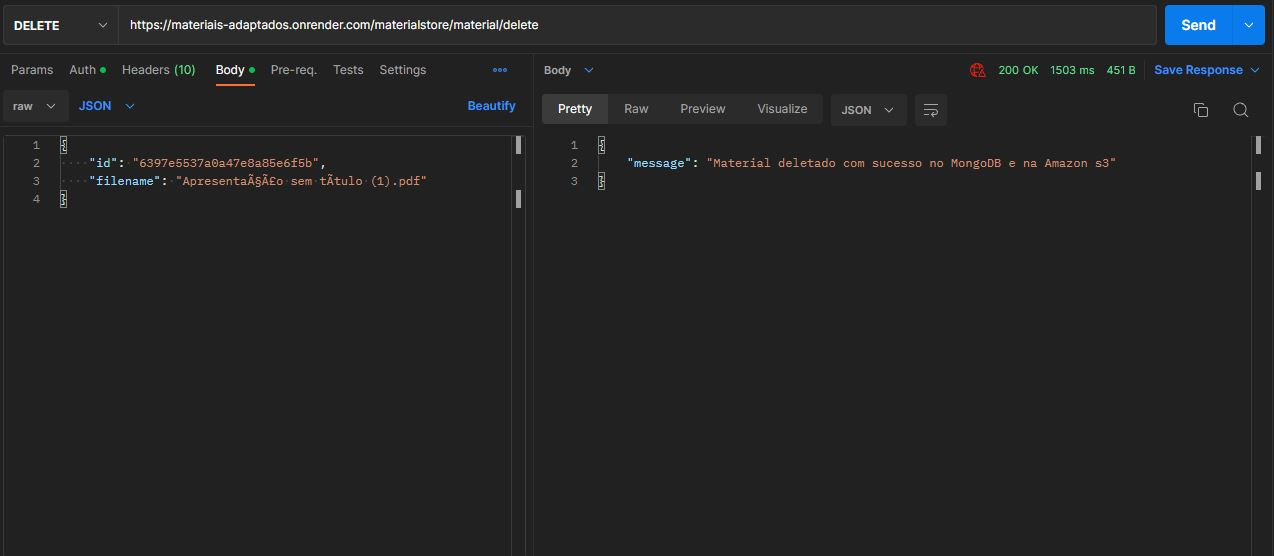 DELETE https://materiais-adaptados.onrender.com/materialstore/material/delete Send
Params Auth Headers (10) Body Pre-req. Tests Settings
Body 200 OK 1503 ms 451 B Save Response
raw JSON Beautify
Pretty Raw Preview Visualize JSON
1 {
2 "id": "6397e5537a0a47e8a85e6f5b",
3 "filename": "ApresentaÃ§Ã£o sem tÃtulo (1).pdf"
4 }
1 {
2 "message": "Material deletado com sucesso no MongoDB e na Amazon s3"
3 }